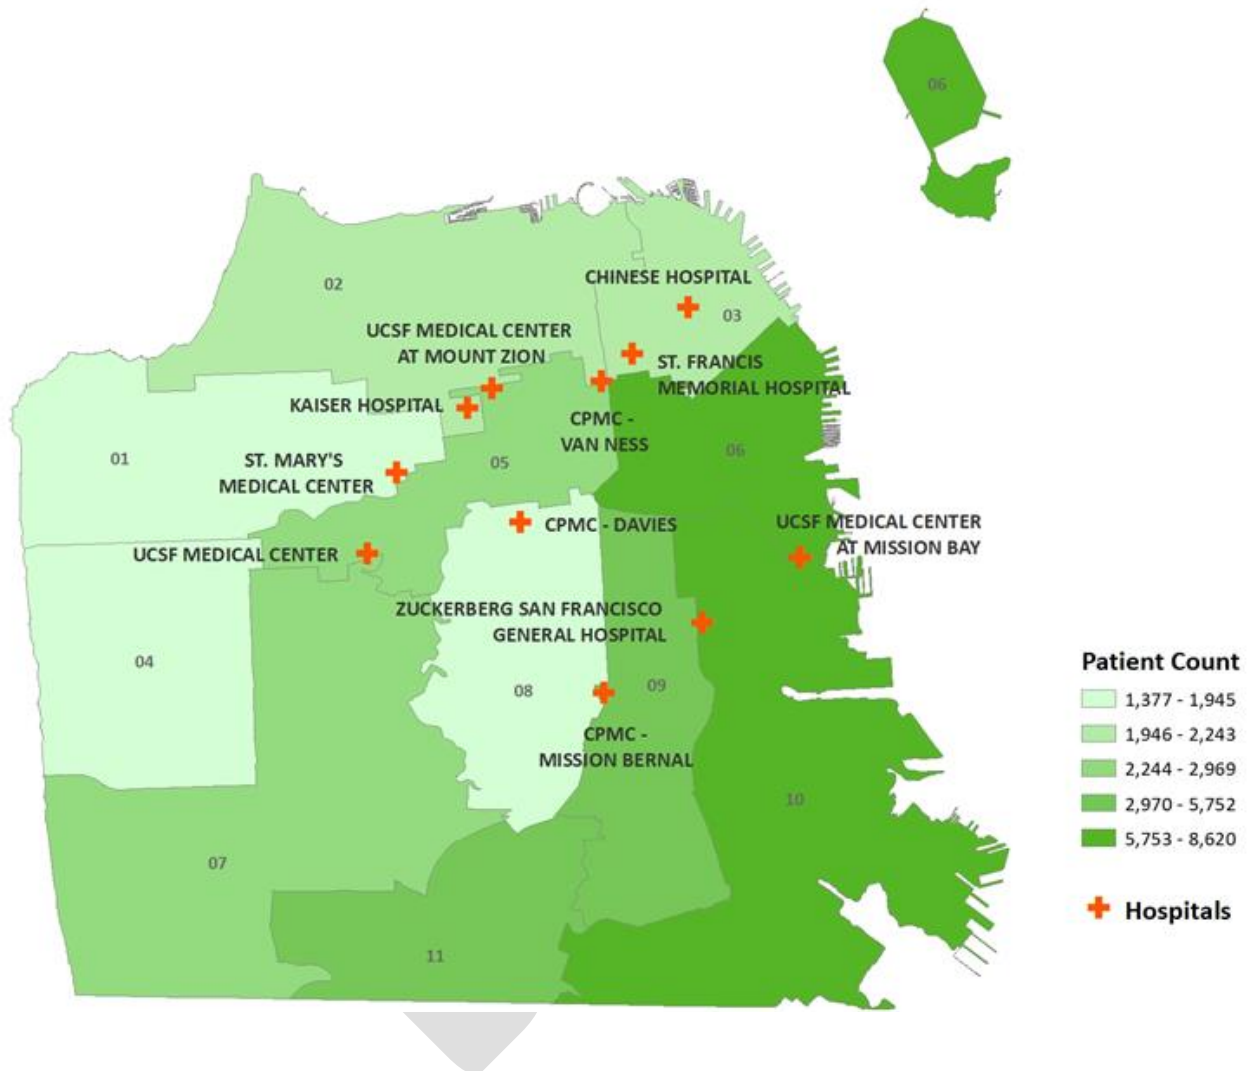 06
02
CHINESE HOSPITAL
03
UCSF MEDICAL CENTER
AT MOUNT ZION
ST. FRANCIS
MEMORIAL HOSPITAL
KAISER HOSPITAL
CPMC -
VAN NESS
01
ST. MARY'S
MEDICAL CENTER
05
06
UCSF MEDICAL CENTER
CPMC - DAVIES
UCSF MEDICAL CENTER
AT MISSION BAY
ZUCKERBERG SAN FRANCISCO
GENERAL HOSPITAL
04
08
09
CPMC -
MISSION BERNAL
10
07
11
Patient Count
1,377 - 1,945
1,946 - 2,243
2,244 - 2,969
2,970 - 5,752
5,753 - 8,620
Hospitals